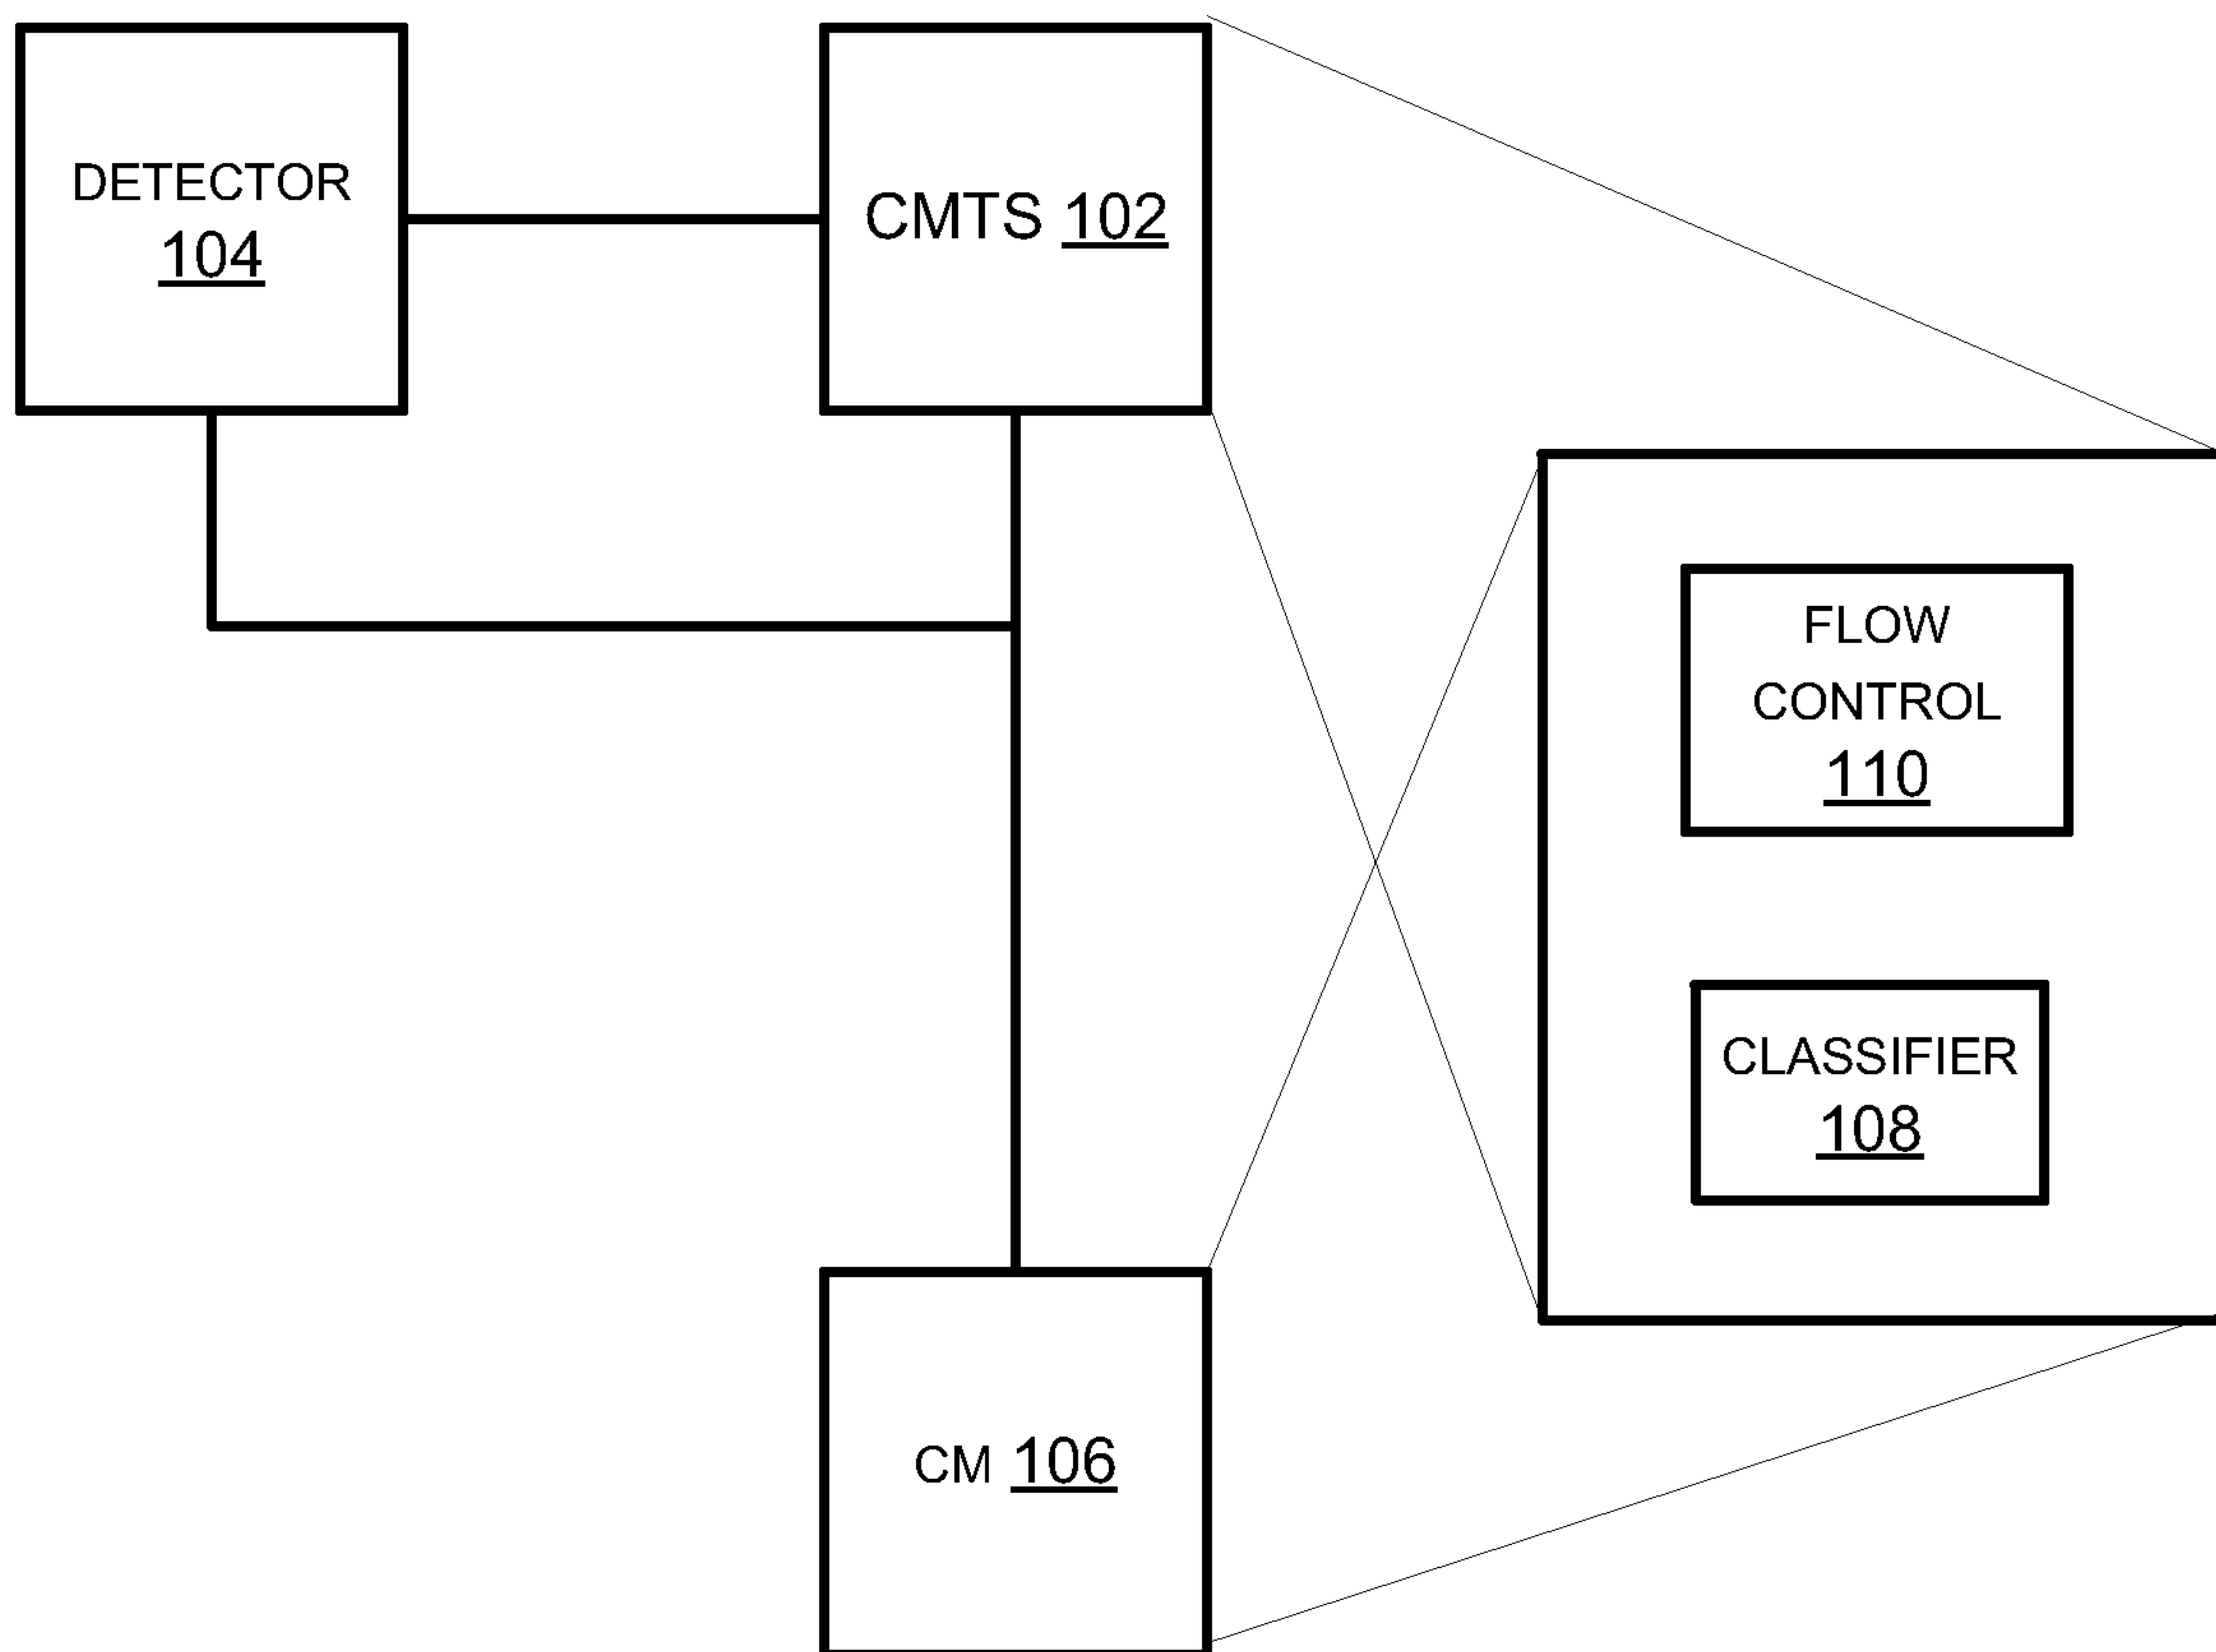 DETECTOR
104
CMTS 102
FLOW
CONTROL
110
CLASSIFIER
108
CM 106